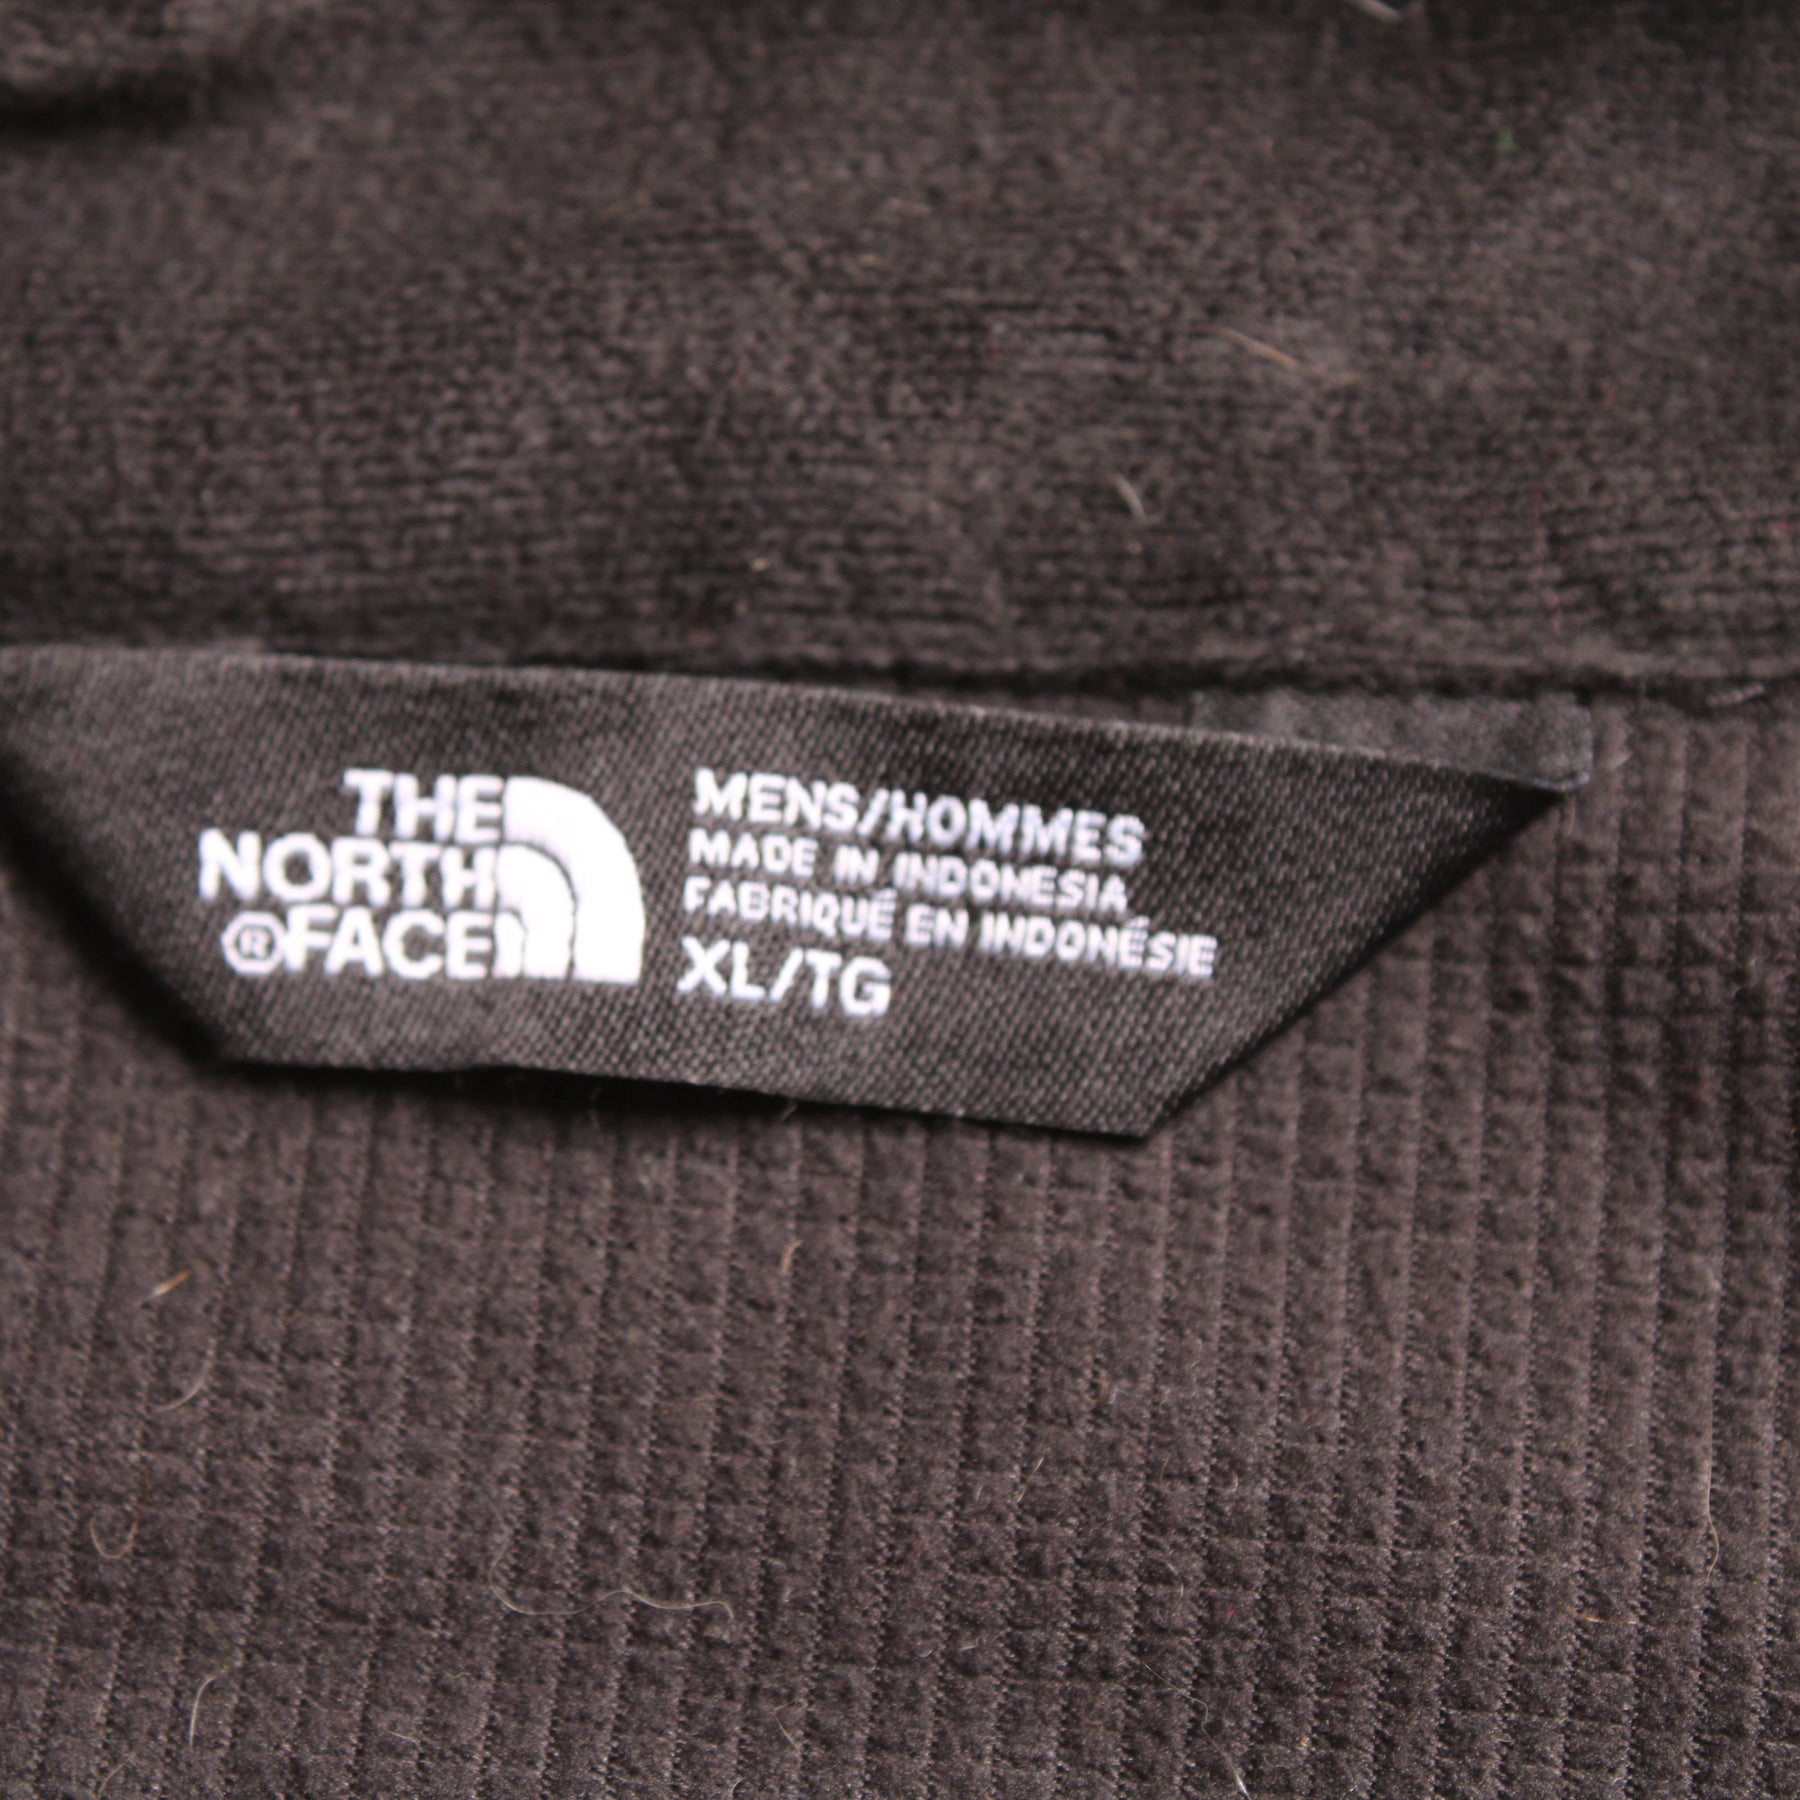 THE
NORTH
®FACE
MENS/HOMMES
MADE IN INDONESIA
FABRIQUÉ EN INDONÉSIE
XL/TG